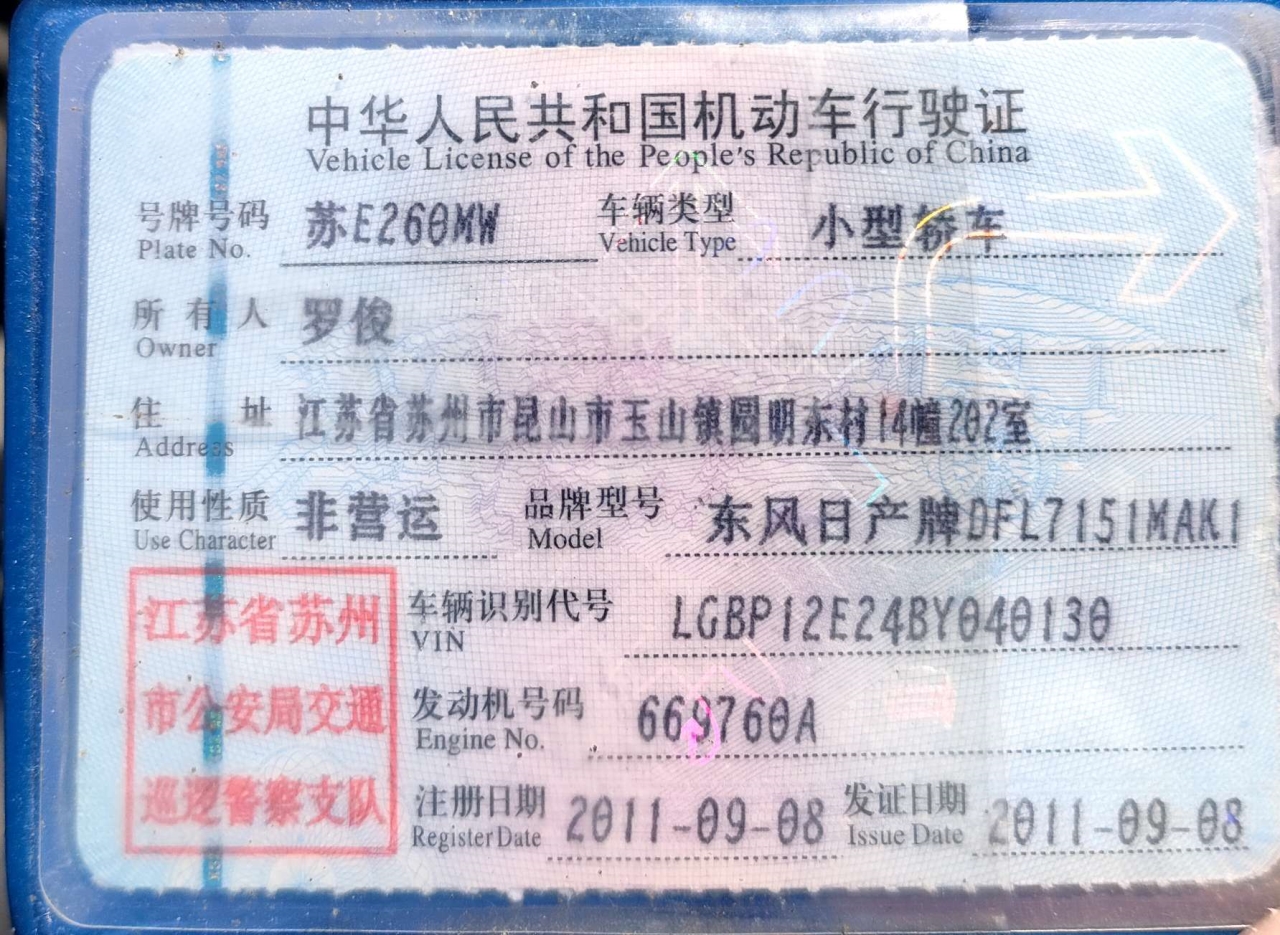 中华人民共和国机动车行驶证
Vehicle License of the People's Republic of China
号牌号码 苏E260MW 车辆类型 小型轿车
Plate No. Vehicle Type
所有人 罗俊
Owner
住址 江苏省苏州市昆山市玉山镇圆明东村14幢202室
Address
使用性质 非营运 品牌型号 东风日产牌DFL7151MAK1
Use Character Model
江苏省苏州
市公安局交通
巡逻警察支队
车辆识别代号 LGBP12E24BY040130
VIN
发动机号码 669760A
Engine No.
注册日期 2011-09-08 发证日期 2011-09-08
Register Date Issue Date